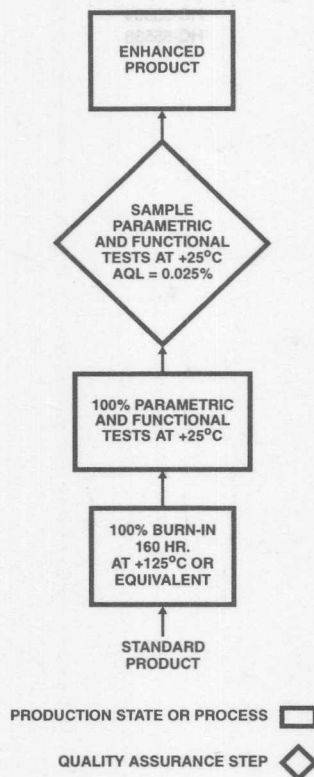 ENHANCED
PRODUCT
SAMPLE
PARAMETRIC
AND FUNCTIONAL
TESTS AT +25°C
AQL = 0.025%
100% PARAMETRIC
AND FUNCTIONAL
TESTS AT +25°C
100% BURN-IN
160 HR.
AT +125°C OR
EQUIVALENT
STANDARD
PRODUCT
PRODUCTION STATE OR PROCESS
QUALITY ASSURANCE STEP